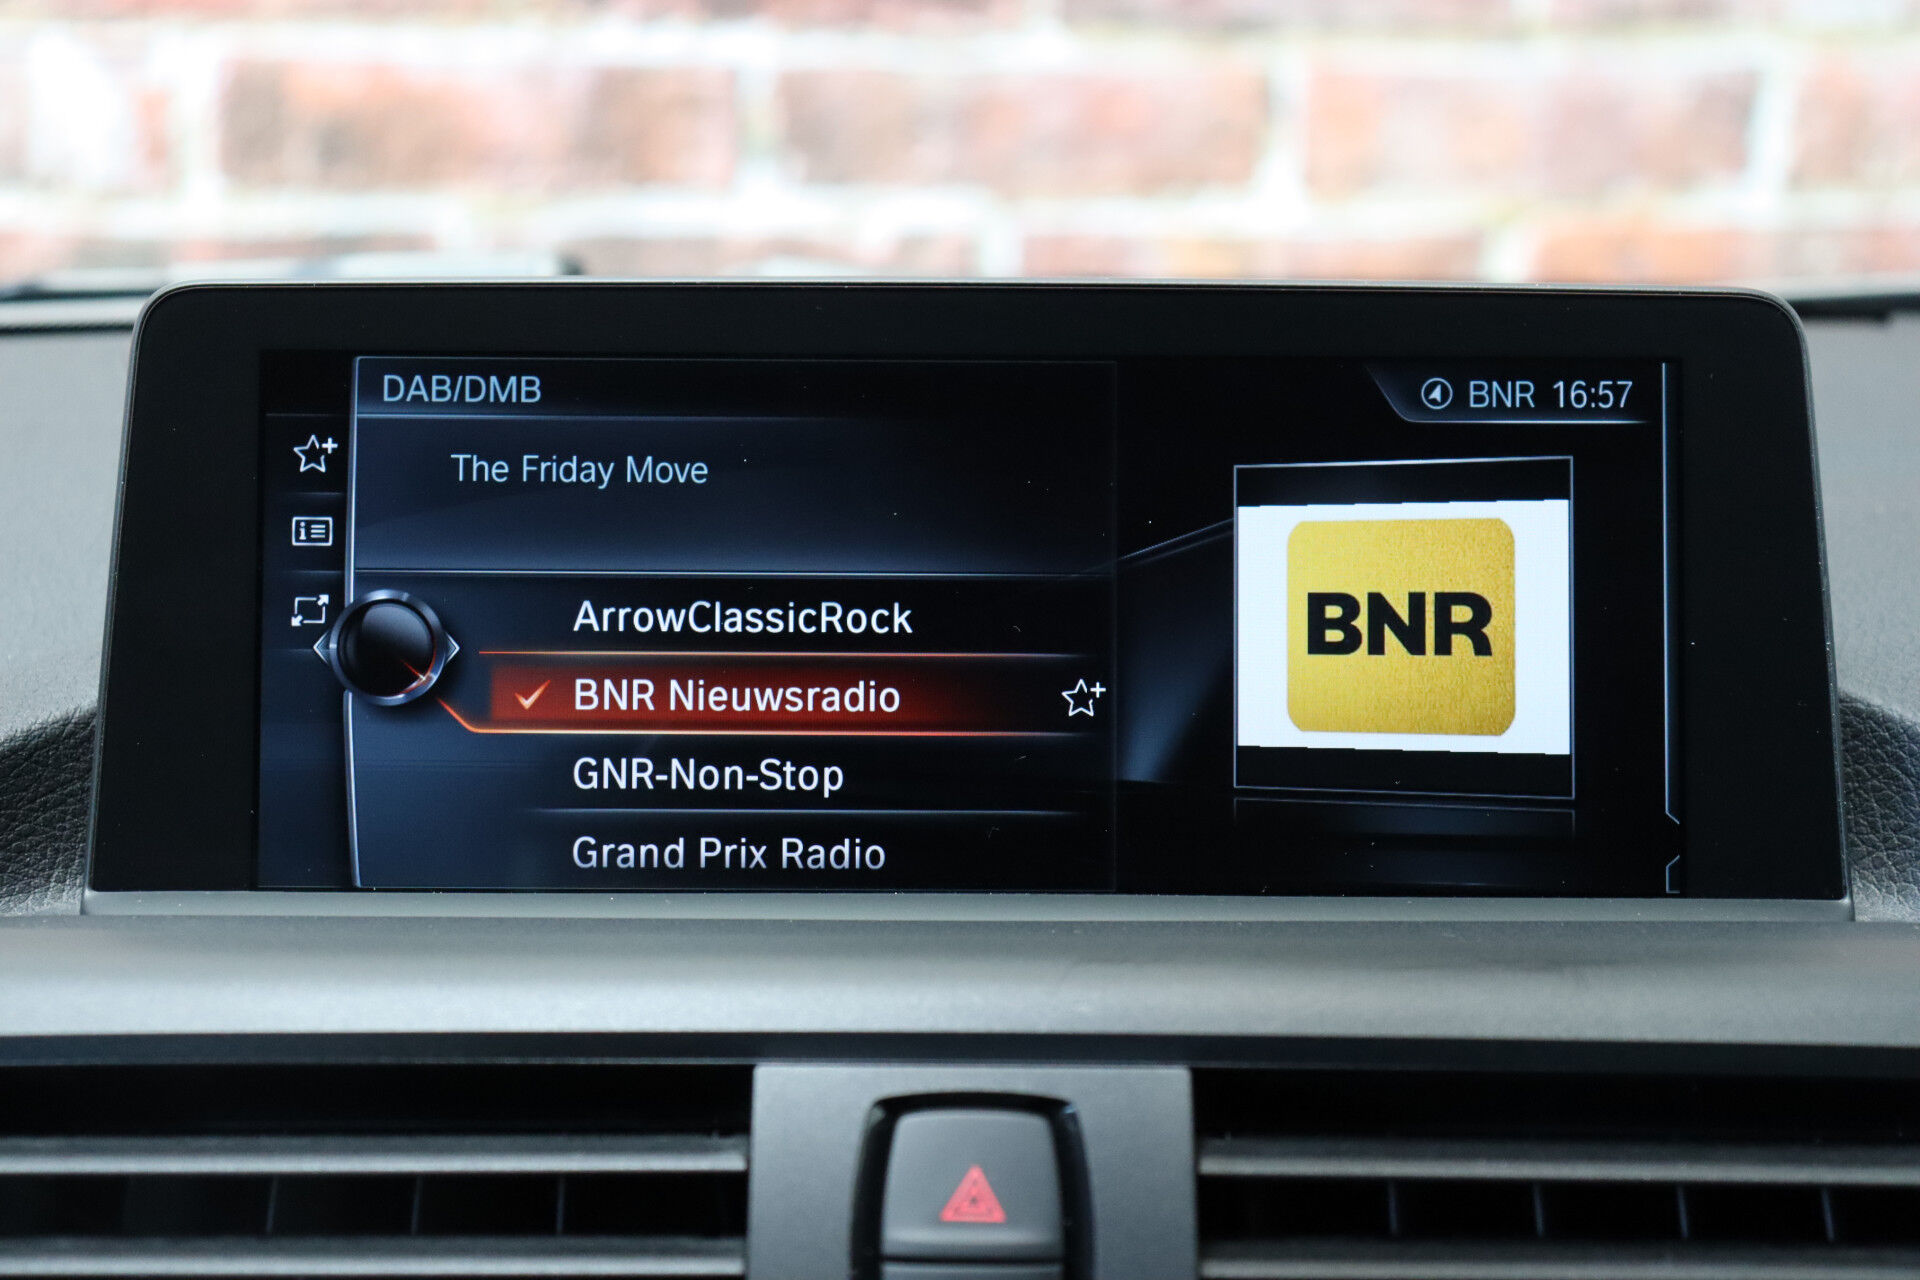 DAB/DMB
BNR 16:57
The Friday Move
ArrowClassicRock
BNR Nieuwsradio
GNR-Non-Stop
Grand Prix Radio
BNR